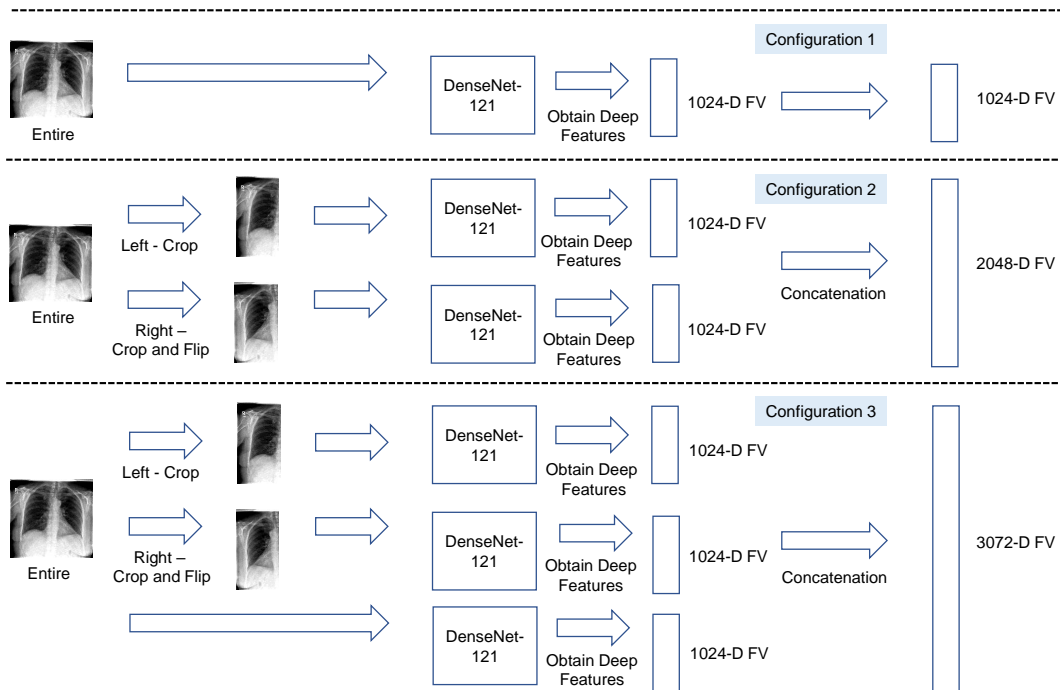 Configuration 1
Entire
DenseNet-
121
Obtain Deep
Features
1024-D FV
1024-D FV
Configuration 2
Entire
Left - Crop
Right –
Crop and Flip
DenseNet-
121
Obtain Deep
Features
1024-D FV
DenseNet-
121
Obtain Deep
Features
1024-D FV
Concatenation
2048-D FV
Configuration 3
Entire
Left - Crop
Right –
Crop and Flip
DenseNet-
121
Obtain Deep
Features
1024-D FV
DenseNet-
121
Obtain Deep
Features
1024-D FV
DenseNet-
121
Obtain Deep
Features
1024-D FV
Concatenation
3072-D FV